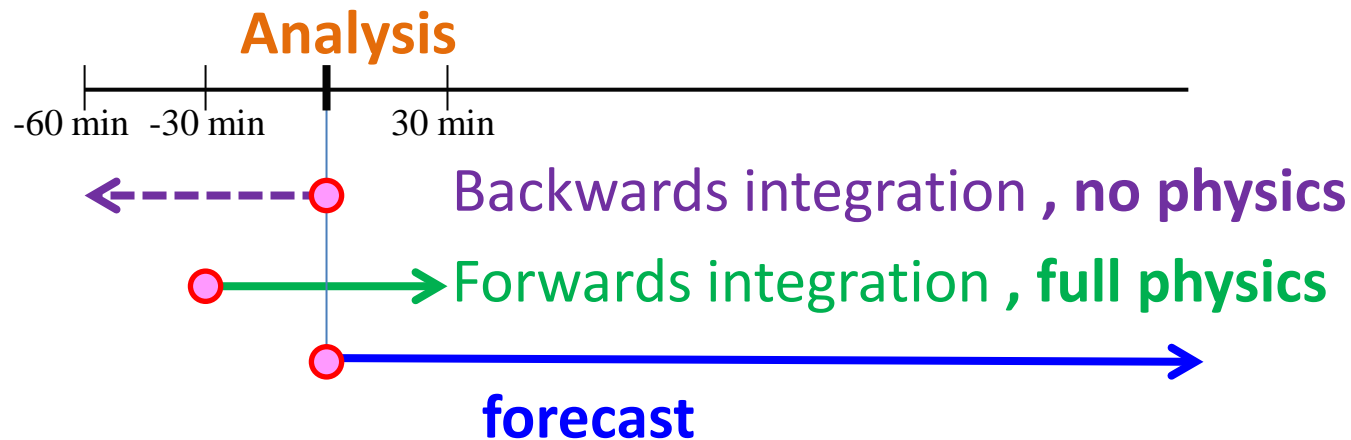 Analysis
-60 min -30 min 30 min
Backwards integration , no physics
Forwards integration , full physics
forecast